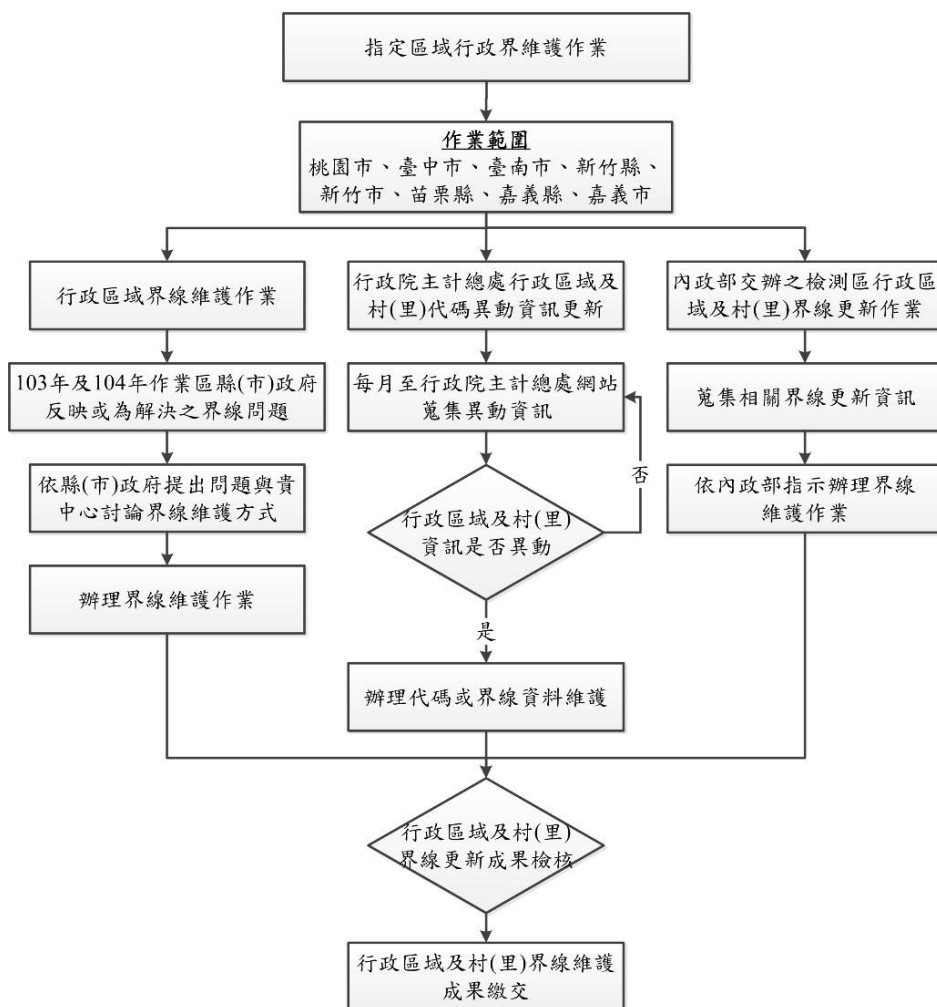 指定區域行政界維護作業
作業範圍
桃園市、臺中市、臺南市、新竹縣、
新竹市、苗栗縣、嘉義縣、嘉義市
行政區域界線維護作業
103年及104年作業區縣(市)政府
反映或為解決之界線問題
依縣(市)政府提出問題與貴
中心討論界線維護方式
辦理界線維護作業
行政院主計總處行政區域及
村(里)代碼異動資訊更新
每月至行政院主計總處網站
蒐集異動資訊
行政區域及村(里)
資訊是否異動
否
是
辦理代碼或界線資料維護
內政部交辦之檢測區行政區
域及村(里)界線更新作業
蒐集相關界線更新資訊
依內政部指示辦理界線
維護作業
行政區域及村(里)
界線更新成果檢核
行政區域及村(里)界線維護
成果繳交